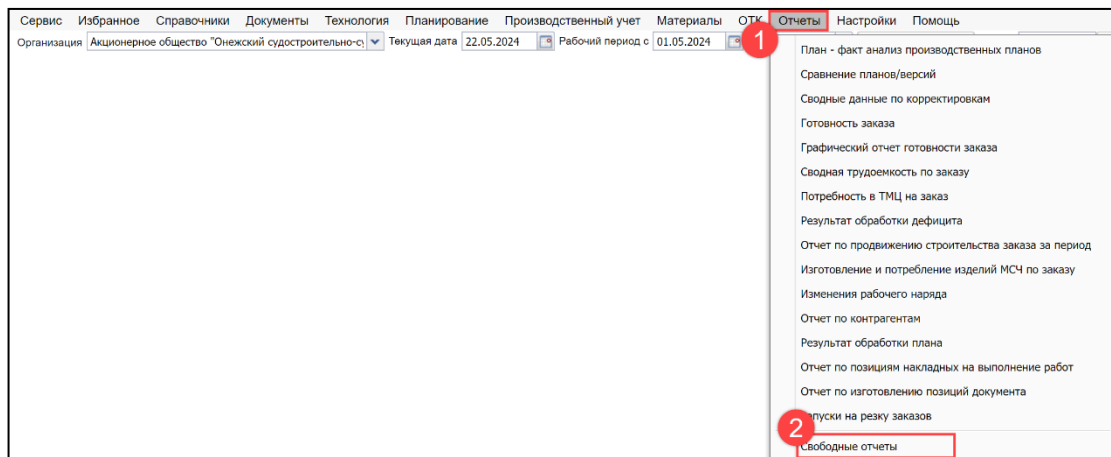 Сервис Избранное Справочники Документы Технология Планирование Производственный учет Материалы ОТК Отчеты Настройки Помощь
Организация Акционерное общество "Онежский судостроительно-су Текущая дата 22.05.2024 Рабочий период с 01.05.2024
1
План - факт анализ производственных планов
Сравнение планов/версий
Сводные данные по корректировкам
Готовность заказа
Графический отчет готовности заказа
Сводная трудоемкость по заказу
Потребность в ТМЦ на заказ
Результат обработки дефицита
Отчет по продвижению строительства заказа за период
Изготовление и потребление изделий МСЧ по заказу
Изменения рабочего наряда
Отчет по контрагентам
Результат обработки плана
Отчет по позициям накладных на выполнение работ
Отчет по изготовлению позиций документа
на резку заказов
2
Свободные отчеты